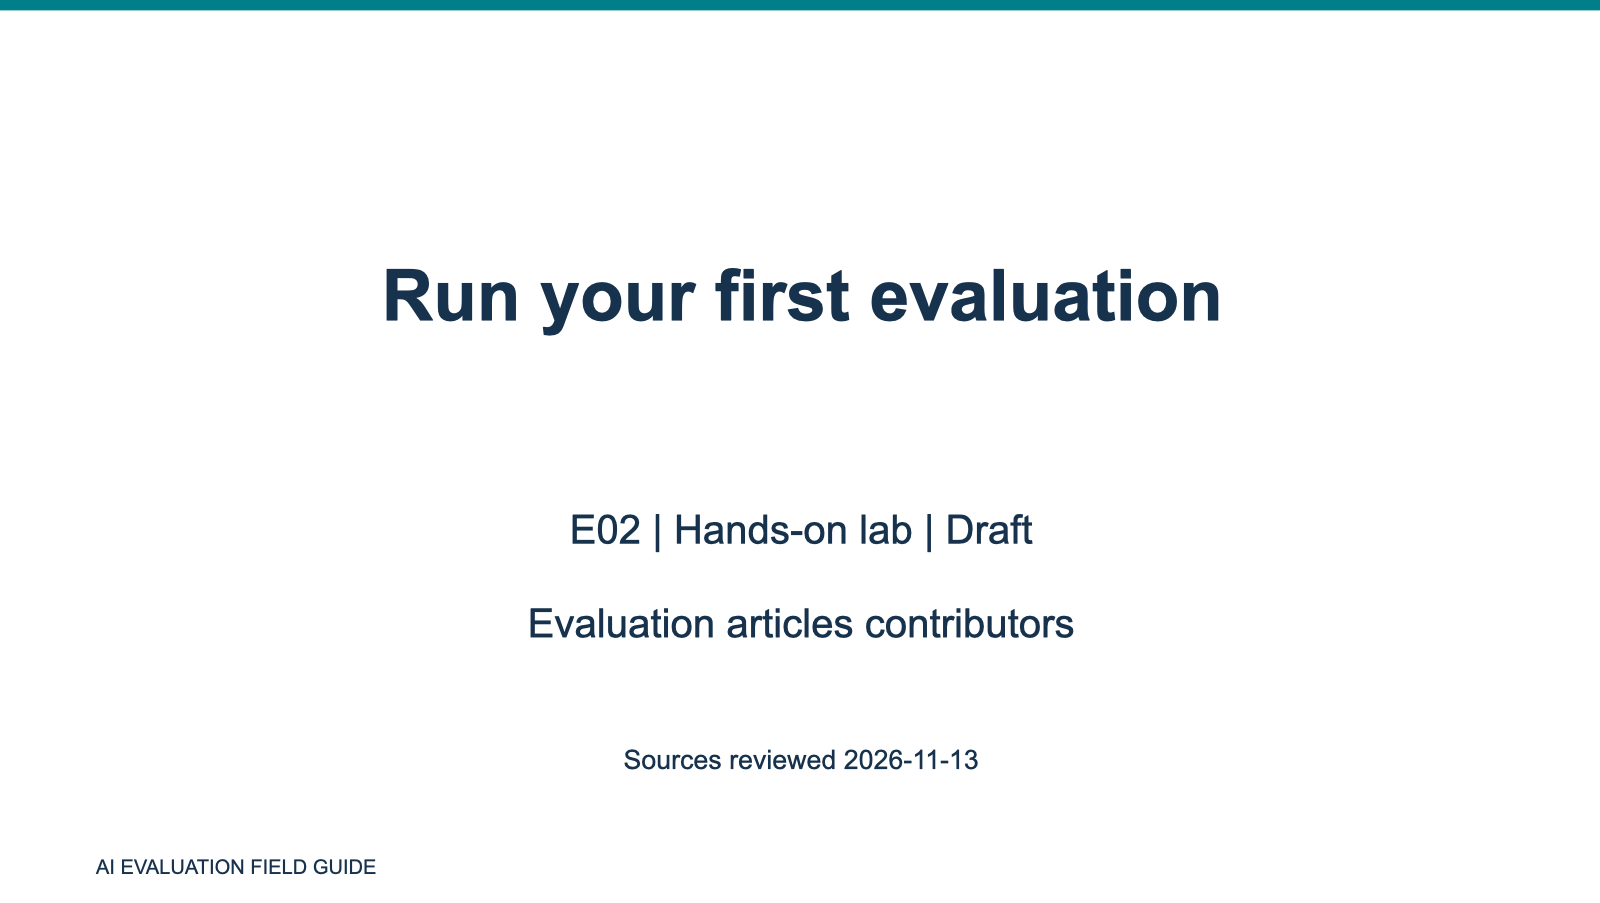 Run your first evaluation
E02 | Hands-on lab | Draft
Evaluation articles contributors
Sources reviewed 2026-11-13
AI EVALUATION FIELD GUIDE